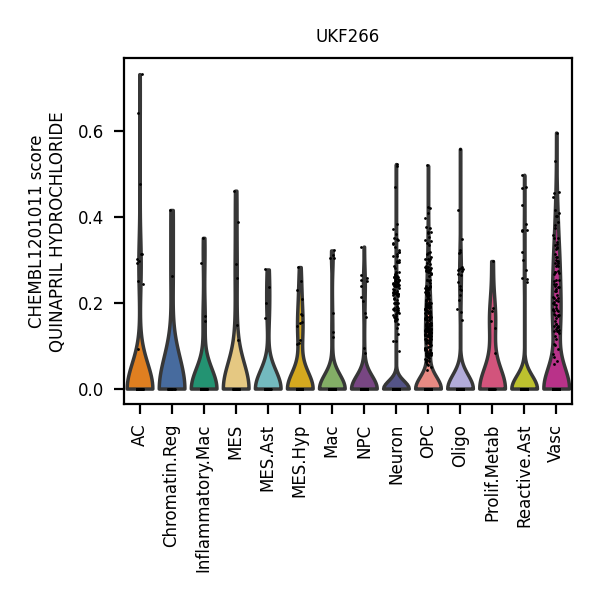 UKF266
CHEMBL1201011 score
QUINAPRIL HYDROCHLORIDE
0.6
0.4
0.2
0.0
AC
Chromatin.Reg
Inflammatory.Mac
MES
MES.Ast
MES.Hyp
Mac
NPC
Neuron
OPC
Oligo
Prolif.Metab
Reactive.Ast
Vasc